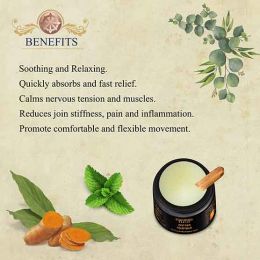 BENEFITS
Soothing and Relaxing.
Quickly absorbs and fast relief.
Calms nervous tension and muscles.
Reduces join stiffness, pain and inflammation.
Promote comfortable and flexible movement.